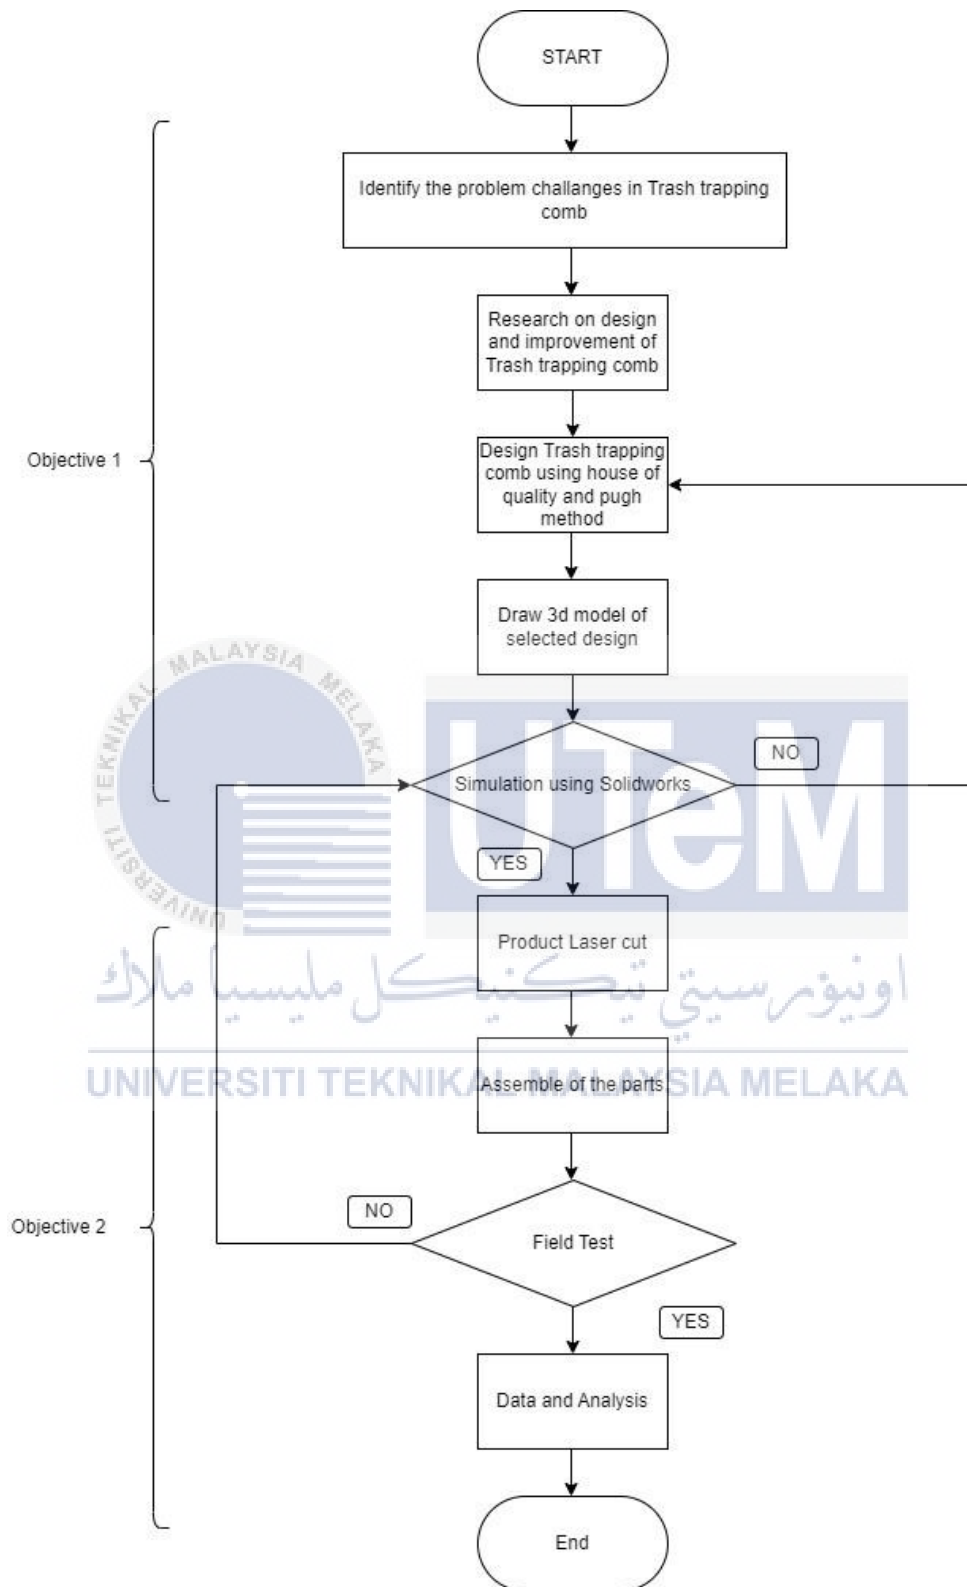 START
Identify the problem challanges in Trash trapping
comb
Research on design
and improvement of
Trash trapping comb
Objective 1
Design Trash trapping
comb using house of
quality and pugh
method
Draw 3d model of
selected design
UNIVERSITI TEKNIKAL MALAYSIA MELAKA
UTeM
Simulation using Solidworks
NO
YES
Product Laser cut
اونيۏرسيتي تيكنيكل مليسيا ملاك
UNIVERSITI TEKNIKAL MALAYSIA MELAKA
Assemble of the parts
Objective 2
NO
Field Test
YES
Data and Analysis
End